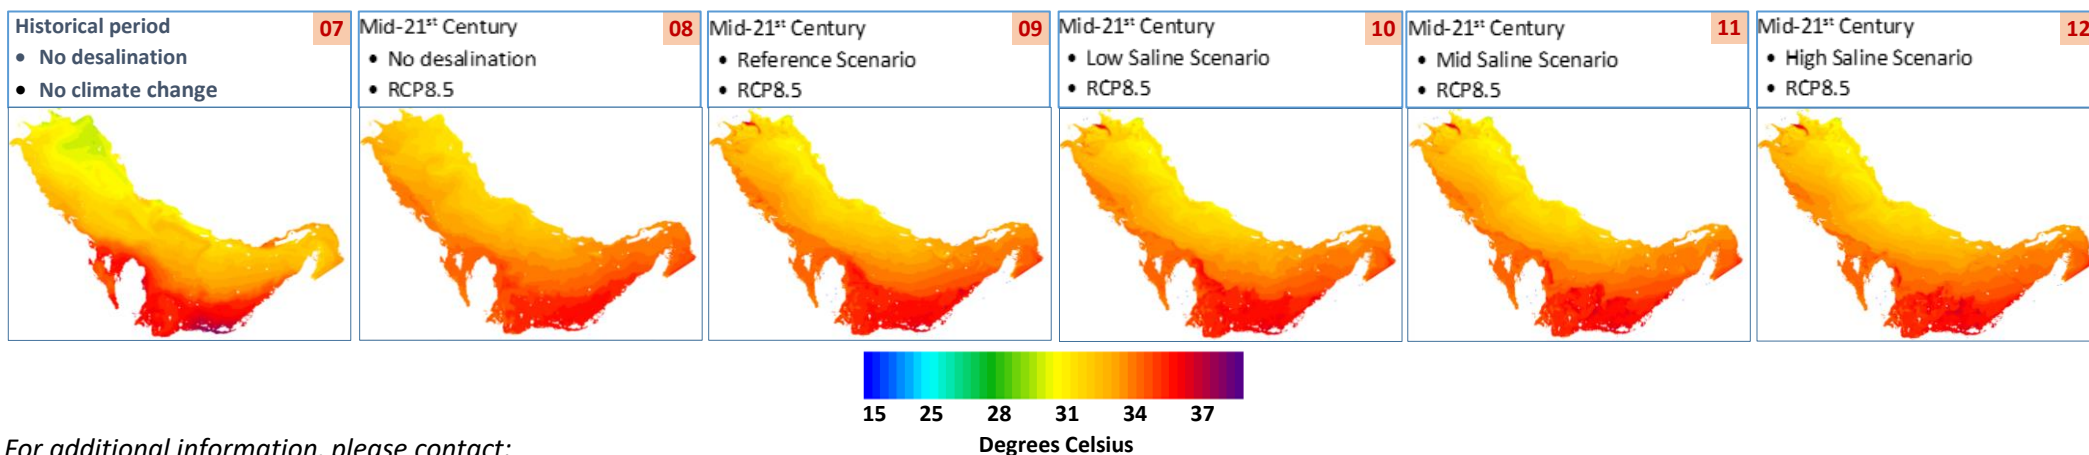 Historical period 07
• No desalination
• No climate change
Mid-21st Century 08
• No desalination
• RCP8.5
Mid-21st Century 09
• Reference Scenario
• RCP8.5
Mid-21st Century 10
• Low Saline Scenario
• RCP8.5
Mid-21st Century 11
• Mid Saline Scenario
• RCP8.5
Mid-21st Century 12
• High Saline Scenario
• RCP8.5
15 25 28 31 34 37
Degrees Celsius
For additional information, please contact: